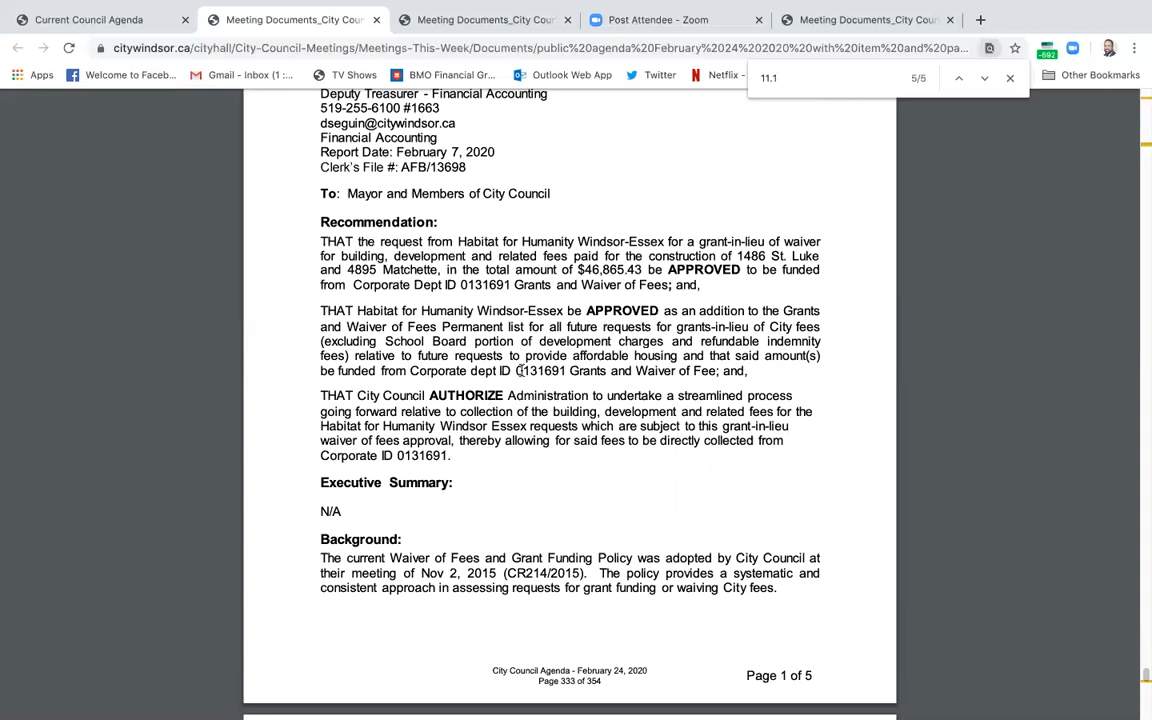 Current Council Agenda
Meeting Documents_City Cou
Meeting Documents_City Cou
Post Attendee - Zoom
Meeting Documents_City Cou
citywindsor.ca/cityhall/City-Council-Meetings/Meetings-This-Week/Documents/public%20agenda%20February%2024%202020%20with%20item%20and%20pa...
-692
Apps
Welcome to Faceb...
Gmail - Inbox (1 :...
TV Shows
BMO Financial Gr...
Outlook Web App
Twitter
Netflix -
Other Bookmarks
11.1
5/5
Deputy Treasurer - Financial Accounting
519-255-6100 #1663
dseguin@citywindsor.ca
Financial Accounting
Report Date: February 7, 2020
Clerk's File #: AFB/13698
To: Mayor and Members of City Council
Recommendation:
THAT the request from Habitat for Humanity Windsor-Essex for a grant-in-lieu of waiver
for building, development and related fees paid for the construction of 1486 St. Luke
and 4895 Matchette, in the total amount of $46,865.43 be APPROVED to be funded
from Corporate Dept ID 0131691 Grants and Waiver of Fees; and,
THAT Habitat for Humanity Windsor-Essex be APPROVED as an addition to the Grants
and Waiver of Fees Permanent list for all future requests for grants-in-lieu of City fees
(excluding School Board portion of development charges and refundable indemnity
fees) relative to future requests to provide affordable housing and that said amount(s)
be funded from Corporate dept ID 0131691 Grants and Waiver of Fee; and,
THAT City Council AUTHORIZE Administration to undertake a streamlined process
going forward relative to collection of the building, development and related fees for the
Habitat for Humanity Windsor Essex requests which are subject to this grant-in-lieu
waiver of fees approval, thereby allowing for said fees to be directly collected from
Corporate ID 0131691.
Executive Summary:
N/A
Background:
The current Waiver of Fees and Grant Funding Policy was adopted by City Council at
their meeting of Nov 2, 2015 (CR214/2015). The policy provides a systematic and
consistent approach in assessing requests for grant funding or waiving City fees.
City Council Agenda - February 24, 2020
Page 333 of 354
Page 1 of 5